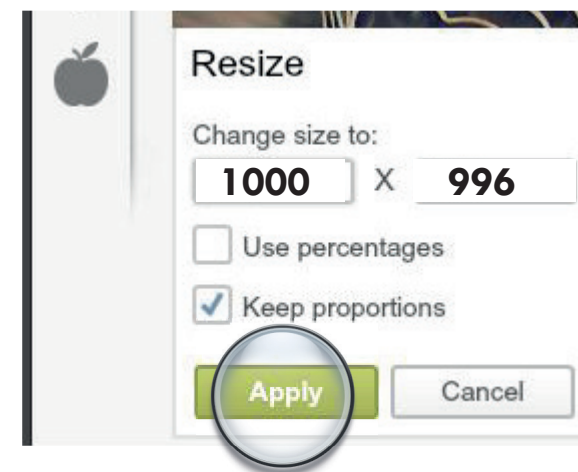 Resize
Change size to:
1000 X 996
Use percentages
Keep proportions
Apply Cancel